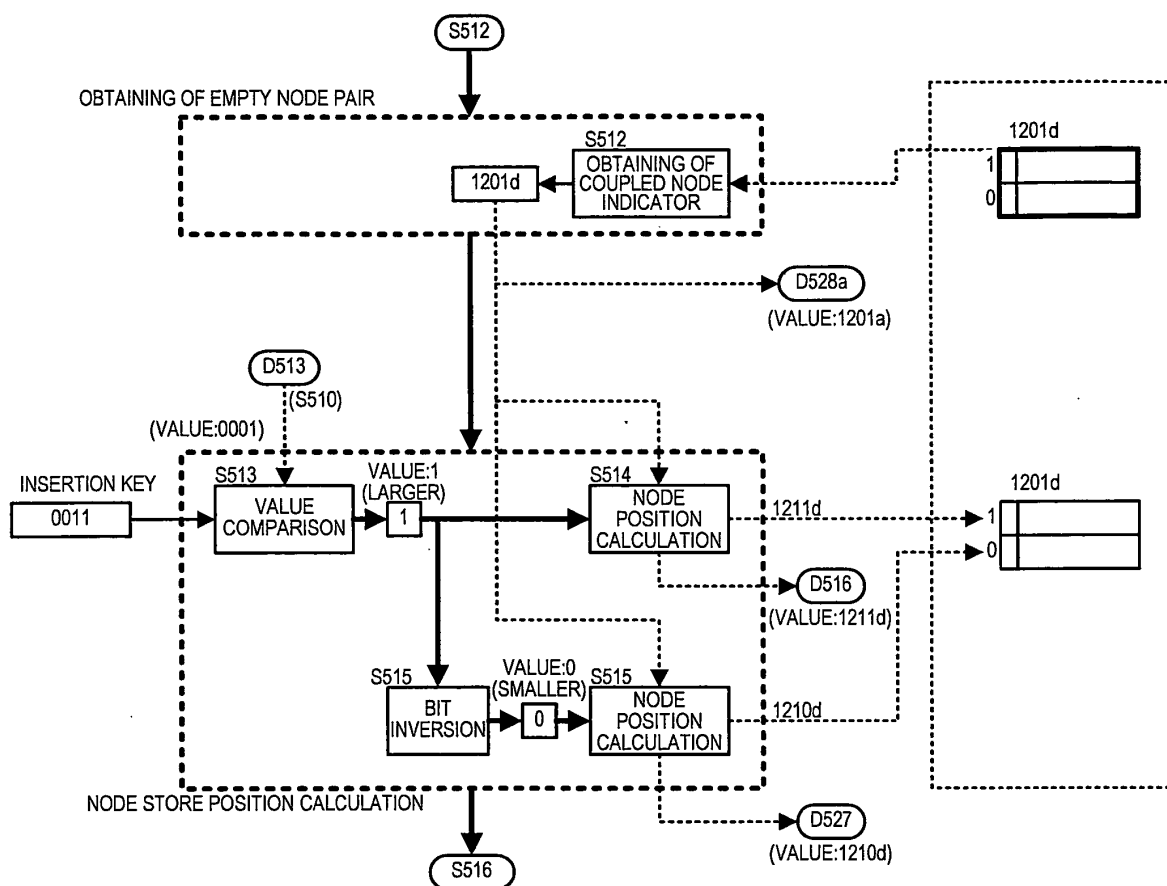 S512
OBTAINING OF EMPTY NODE PAIR
S512
OBTAINING OF
COUPLED NODE
INDICATOR
1201d
1201d
1
0
D528a
(VALUE:1201a)
D513
(S510)
(VALUE:0001)
INSERTION KEY
0011
S513
VALUE
COMPARISON
VALUE:1
(LARGER)
1
S514
NODE
POSITION
CALCULATION
1211d
1201d
1
0
D516
(VALUE:1211d)
S515
BIT
INVERSION
VALUE:0
(SMALLER)
0
S515
NODE
POSITION
CALCULATION
1210d
NODE STORE POSITION CALCULATION
D527
(VALUE:1210d)
S516